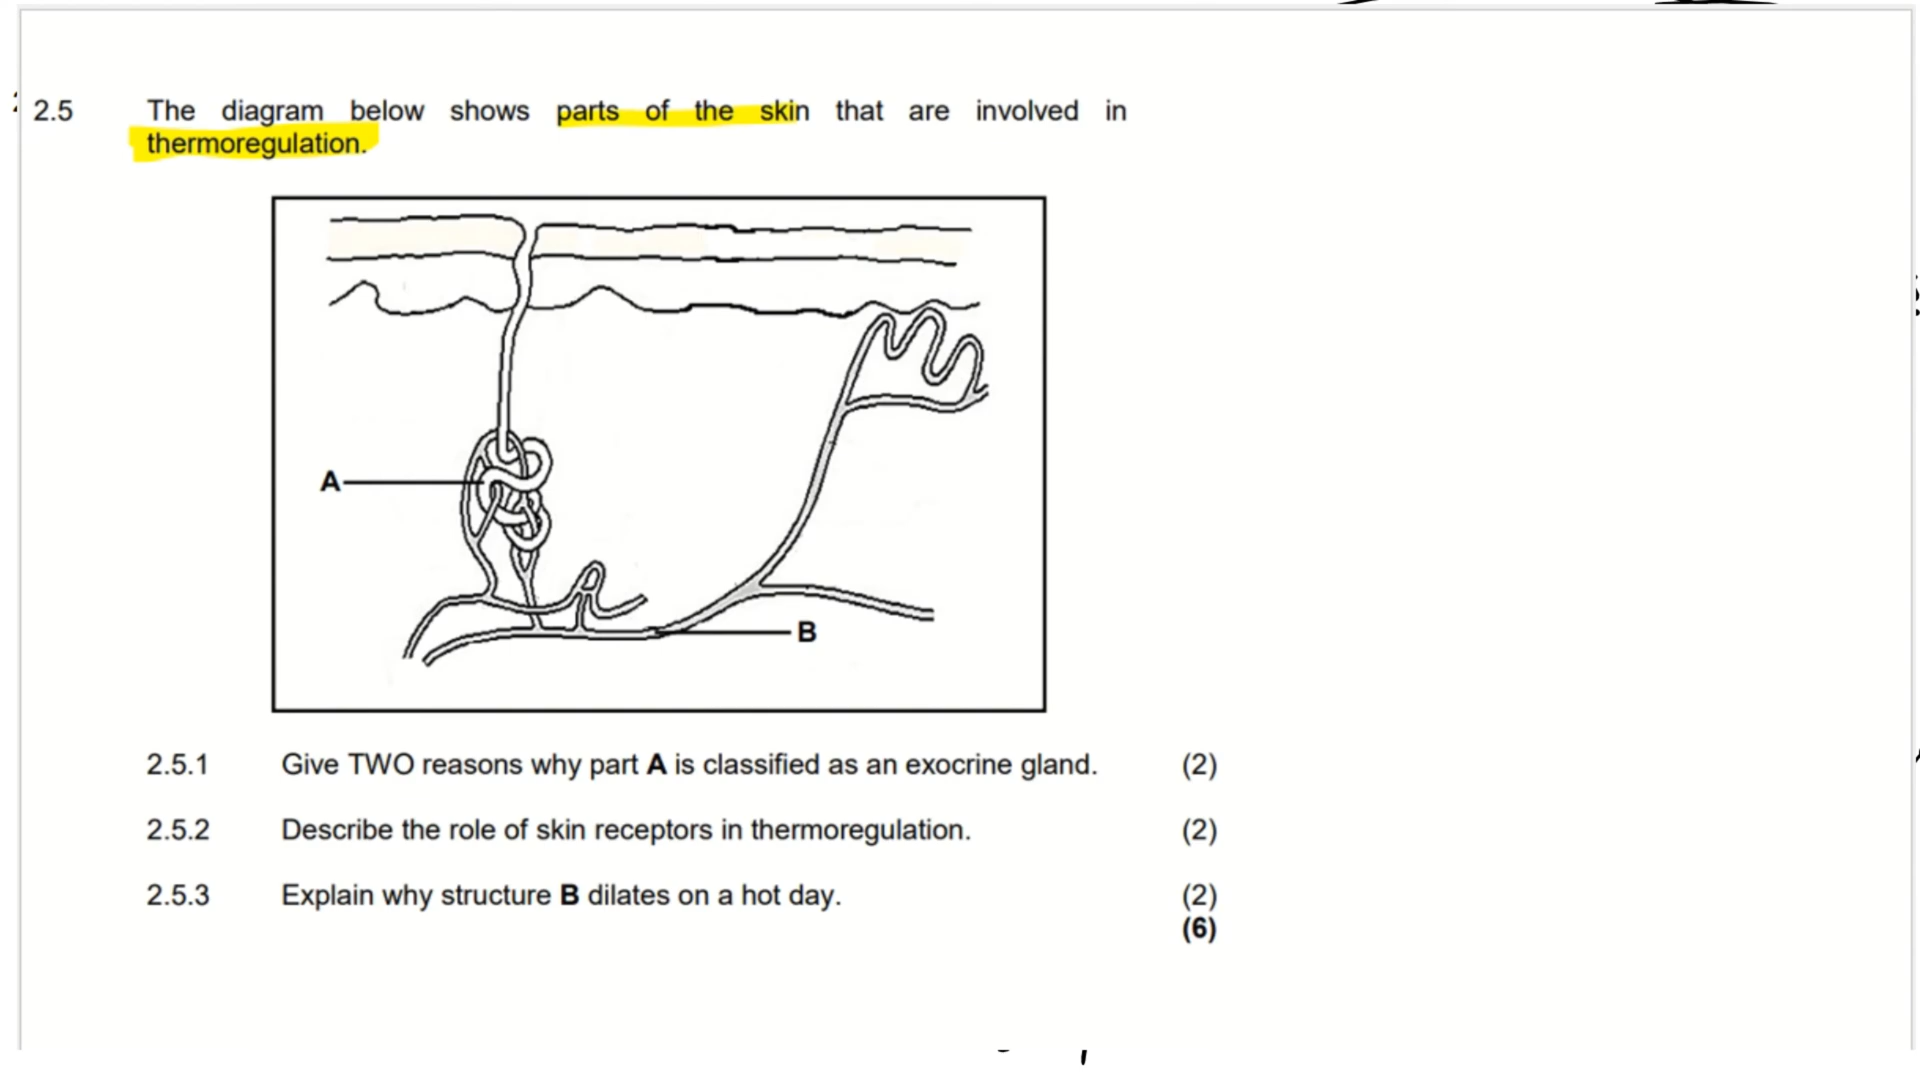 2.5 The diagram below shows parts of the skin that are involved in
thermoregulation.
A
B
2.5.1 Give TWO reasons why part A is classified as an exocrine gland. (2)
2.5.2 Describe the role of skin receptors in thermoregulation. (2)
2.5.3 Explain why structure B dilates on a hot day. (2)
(6)